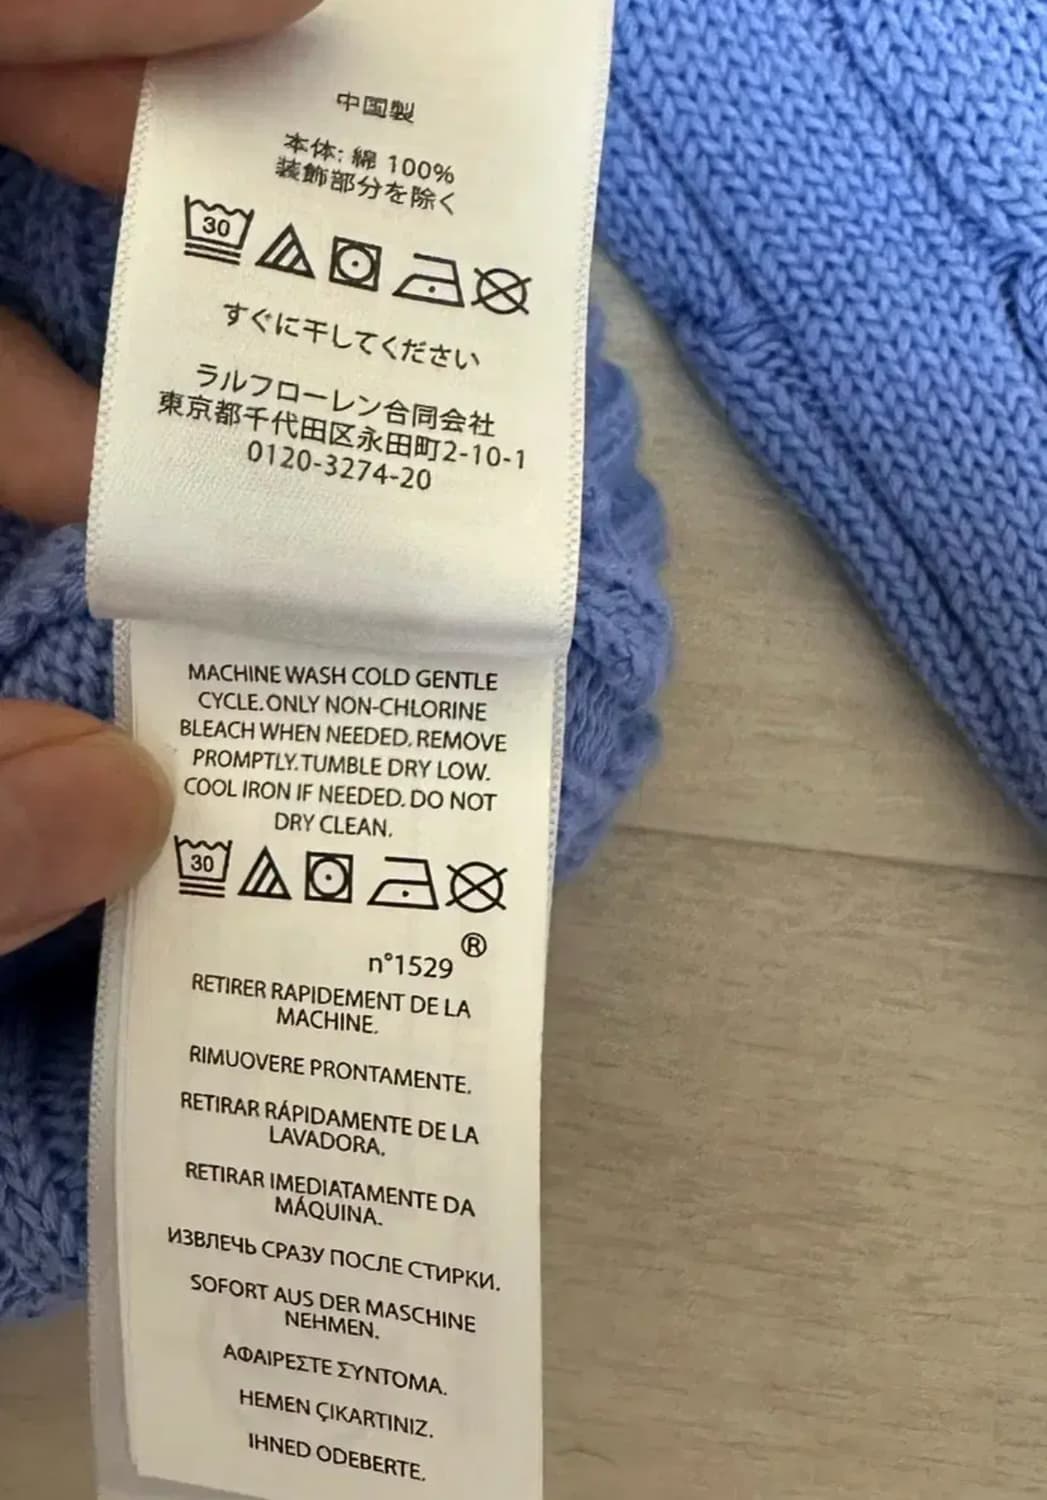 中国製
本体: 綿 100%
装飾部分を除く
30
すぐに干してください
ラルフローレン合同会社
東京都千代田区永田町2-10-1
0120-3274-20
MACHINE WASH COLD GENTLE
CYCLE. ONLY NON-CHLORINE
BLEACH WHEN NEEDED. REMOVE
PROMPTLY. TUMBLE DRY LOW.
COOL IRON IF NEEDED. DO NOT
DRY CLEAN.
30
®
n°1529
RETIRER RAPIDEMENT DE LA
MACHINE.
RIMUOVERE PRONTAMENTE.
RETIRAR RÁPIDAMENTE DE LA
LAVADORA.
RETIRAR IMEDIATAMENTE DA
MÁQUINA.
ИЗВЛЕЧЬ СРАЗУ ПОСЛЕ СТИРКИ.
SOFORT AUS DER MASCHINE
NEHMEN.
ΑΦΑΙΡΕΣΤΕ ΣΥΝΤΟΜΑ.
HEMEN ÇIKARTINIZ.
IHNED ODEBERTE.